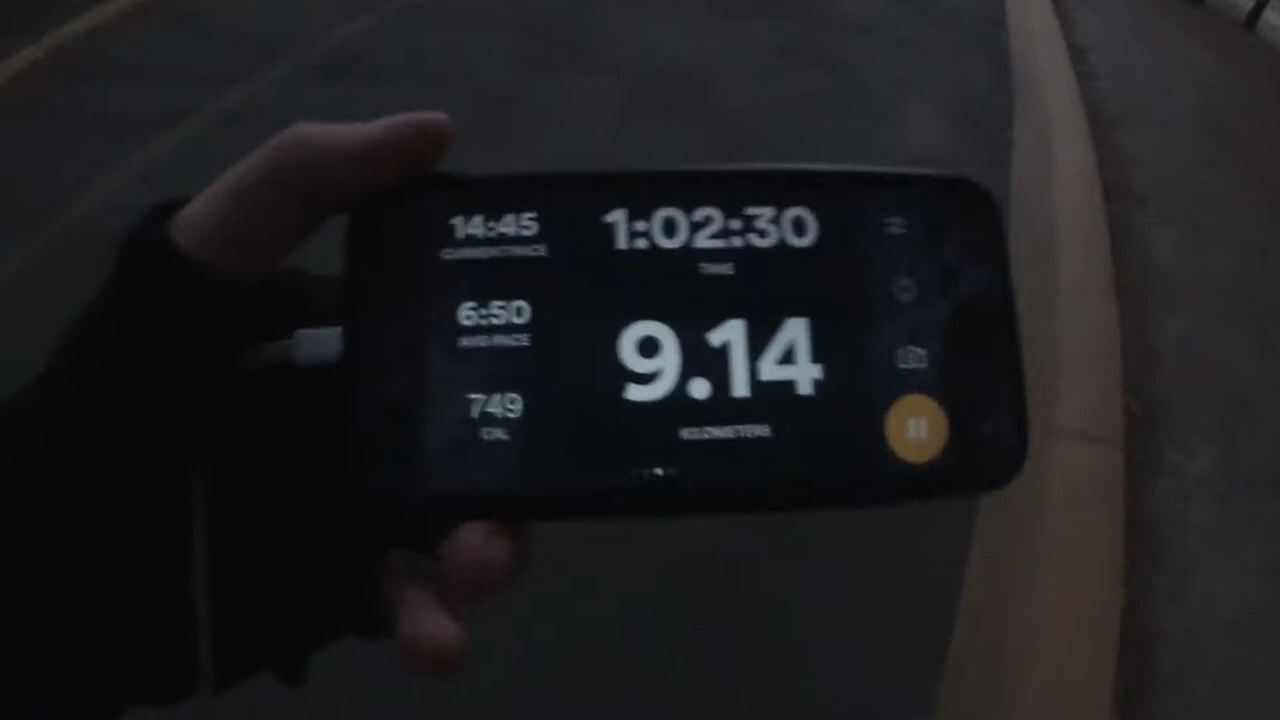 14:45
CURRENT PACE
6:50
AVG PACE
749
CAL
1:02:30
TIME
9.14
KILOMETERS